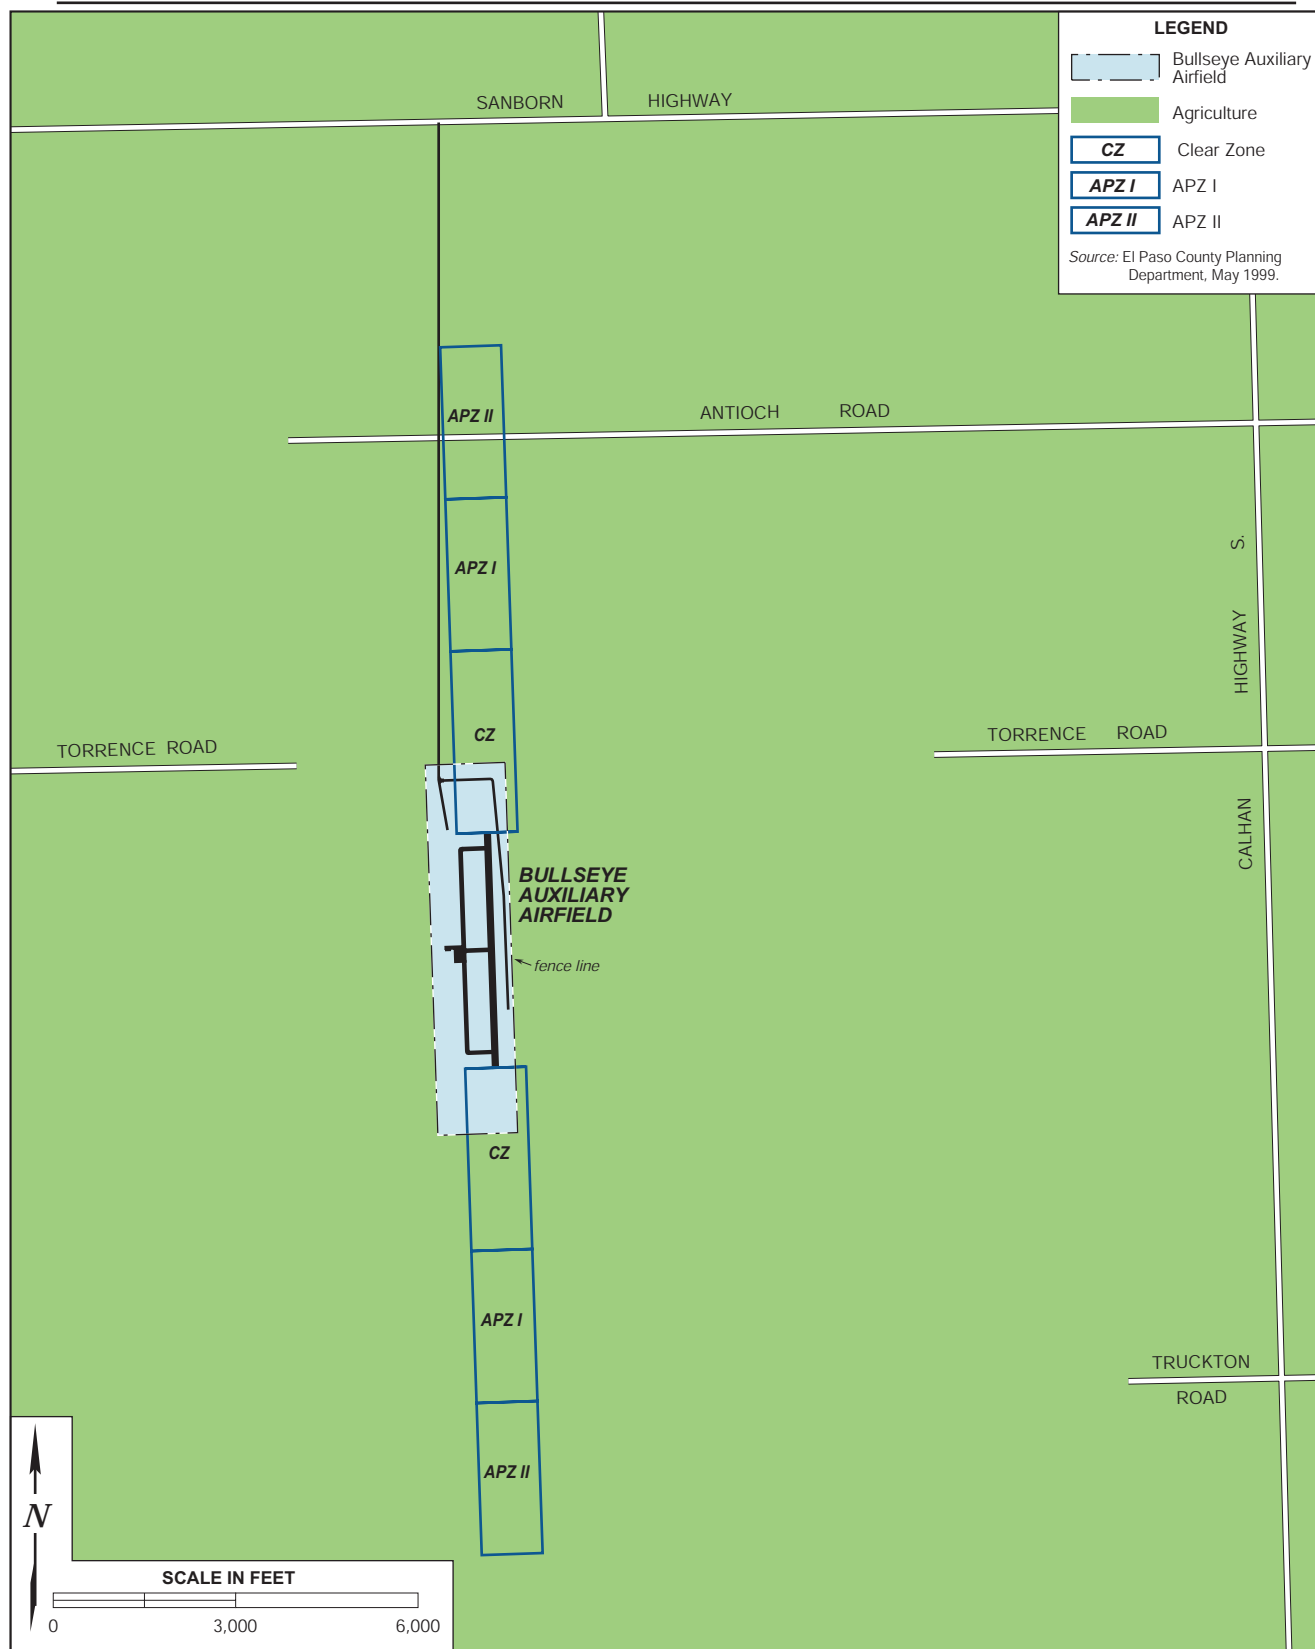 LEGEND
Bullseye Auxiliary
Airfield
Agriculture
CZ Clear Zone
APZ I APZ I
APZ II APZ II
Source: El Paso County Planning
Department, May 1999.
SANBORN HIGHWAY
APZ II
ANTIOCH ROAD
APZ I
S.
HIGHWAY
CALHAN
CZ
TORRENCE ROAD
TORRENCE ROAD
BULLSEYE
AUXILIARY
AIRFIELD
fence line
CZ
APZ I
TRUCKTON
ROAD
APZ II
N
SCALE IN FEET
0 3,000 6,000